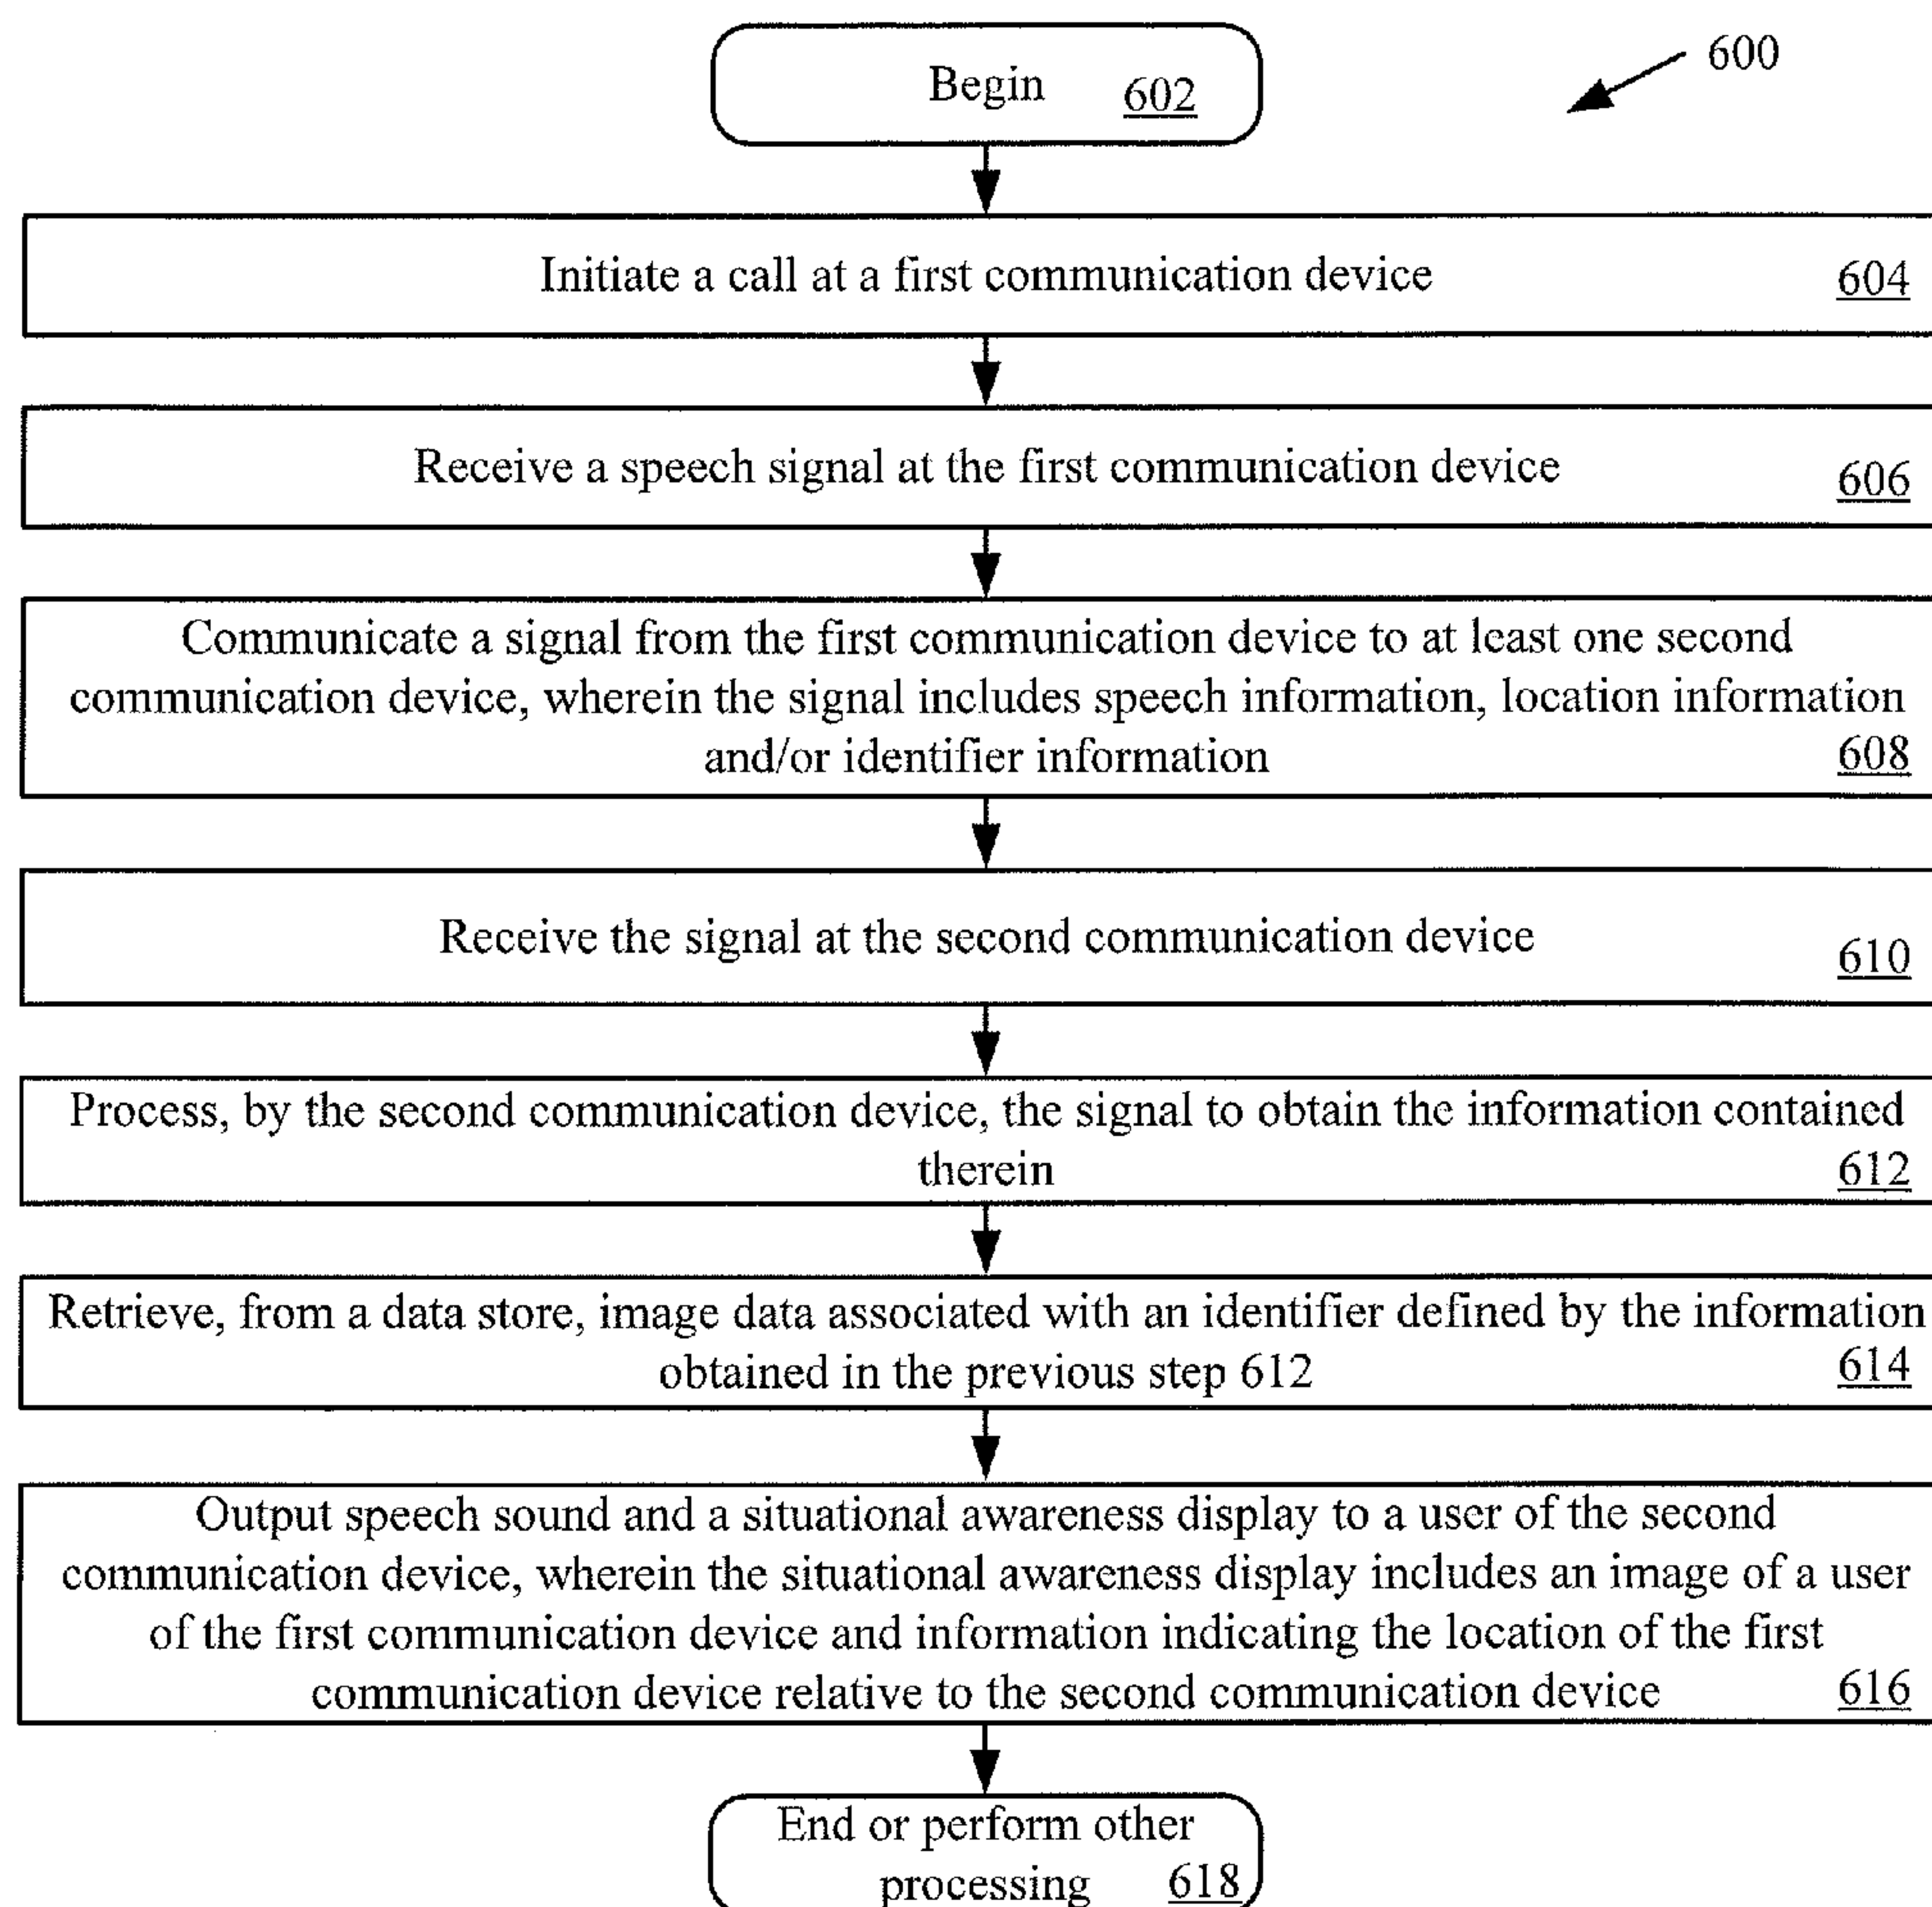 600
Begin 602
Initiate a call at a first communication device 604
Receive a speech signal at the first communication device 606
Communicate a signal from the first communication device to at least one second
communication device, wherein the signal includes speech information, location information
and/or identifier information 608
Receive the signal at the second communication device 610
Process, by the second communication device, the signal to obtain the information contained
therein 612
Retrieve, from a data store, image data associated with an identifier defined by the information
obtained in the previous step 612 614
Output speech sound and a situational awareness display to a user of the second
communication device, wherein the situational awareness display includes an image of a user
of the first communication device and information indicating the location of the first
communication device relative to the second communication device 616
End or perform other
processing 618